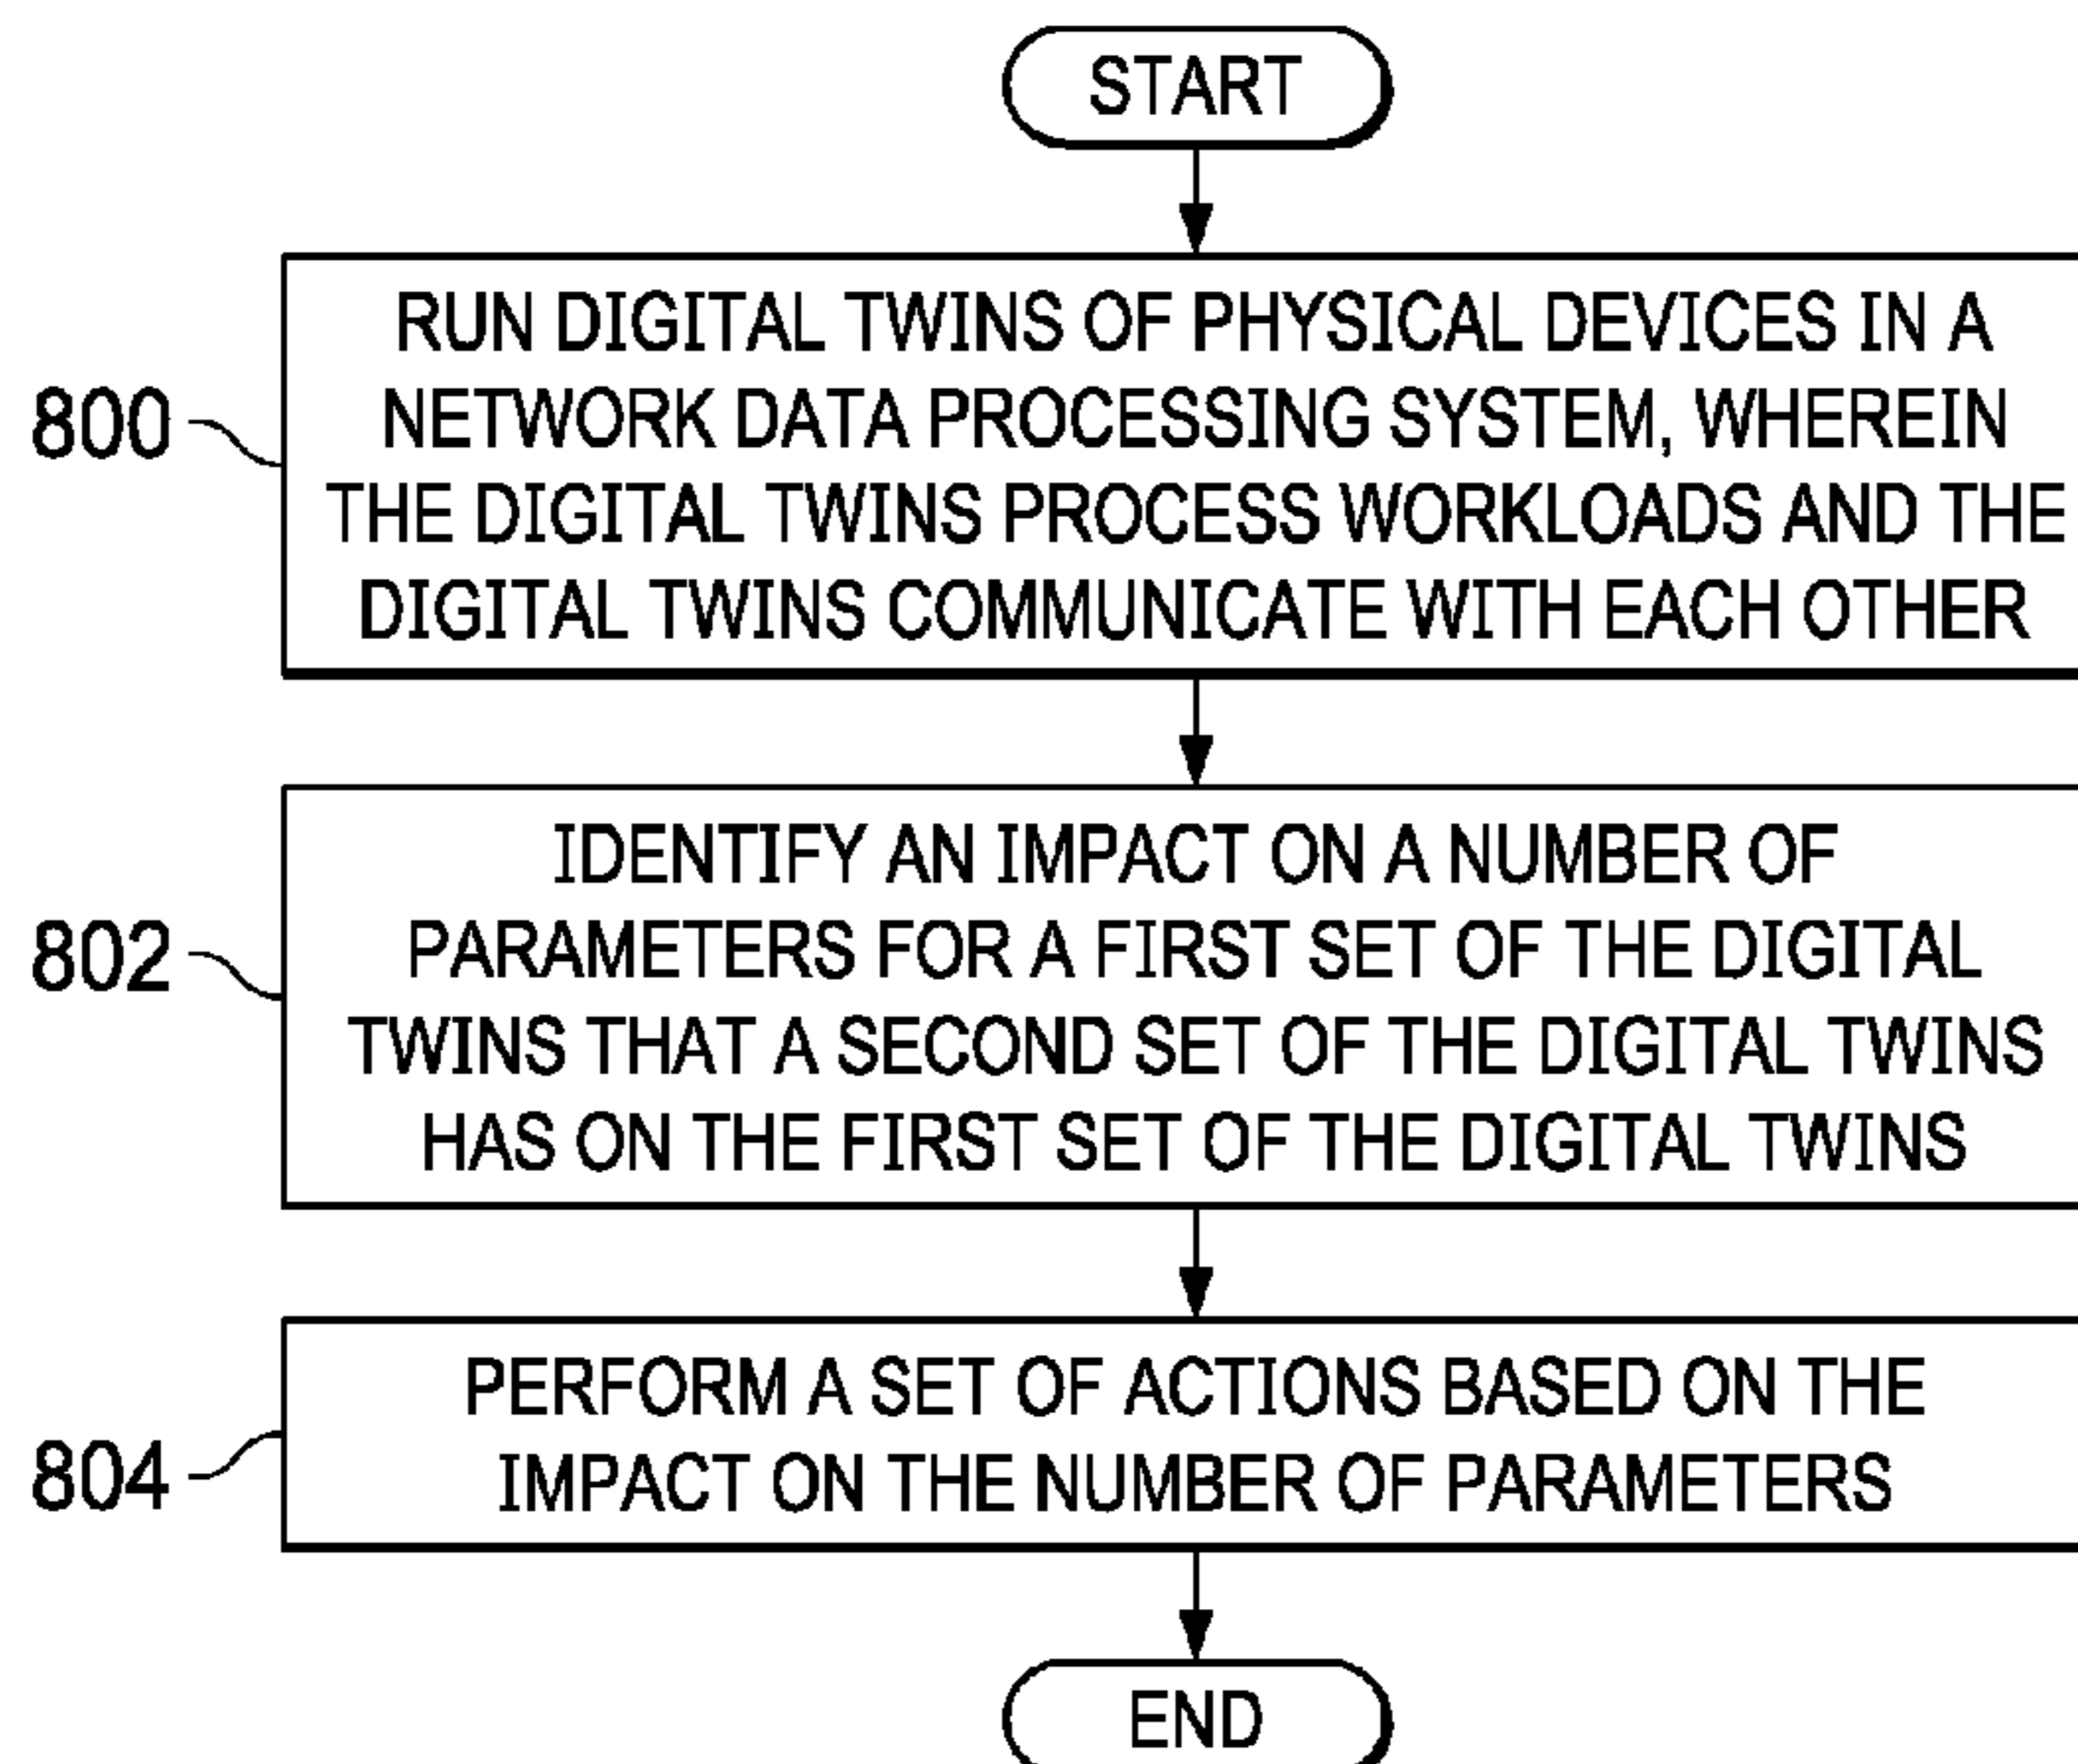 START
800
RUN DIGITAL TWINS OF PHYSICAL DEVICES IN A
NETWORK DATA PROCESSING SYSTEM, WHEREIN
THE DIGITAL TWINS PROCESS WORKLOADS AND THE
DIGITAL TWINS COMMUNICATE WITH EACH OTHER
802
IDENTIFY AN IMPACT ON A NUMBER OF
PARAMETERS FOR A FIRST SET OF THE DIGITAL
TWINS THAT A SECOND SET OF THE DIGITAL TWINS
HAS ON THE FIRST SET OF THE DIGITAL TWINS
804
PERFORM A SET OF ACTIONS BASED ON THE
IMPACT ON THE NUMBER OF PARAMETERS
END